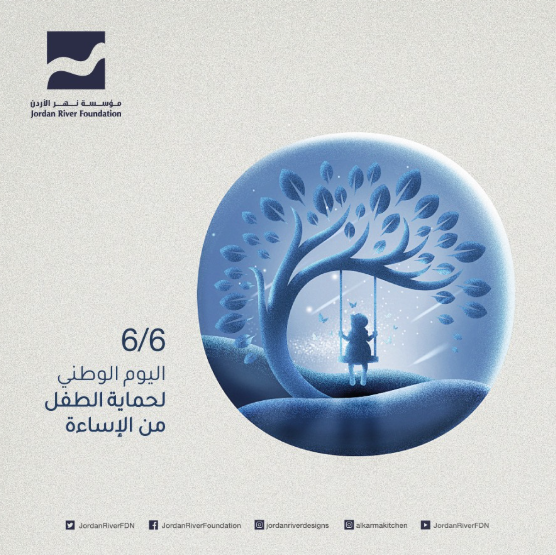 مؤسسة نهر الأردن
Jordan River Foundation
6/6
اليوم الوطني
لحماية الطفل
من الإساءة
JordanRiverFDN
JordanRiverFoundation
jordanriverdesigns
alkarmakitchen
JordanRiverFDN